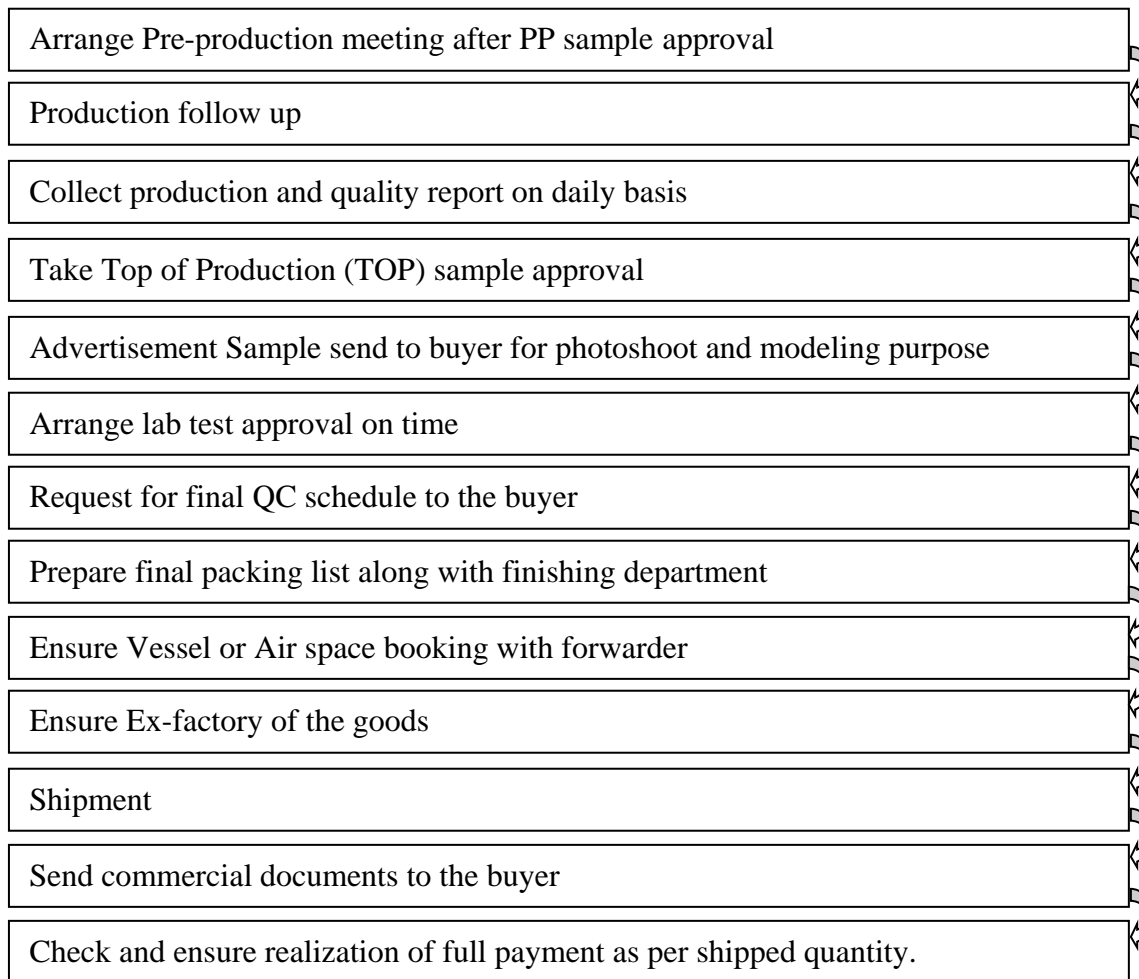 Arrange Pre-production meeting after PP sample approval
Production follow up
Collect production and quality report on daily basis
Take Top of Production (TOP) sample approval
Advertisement Sample send to buyer for photoshoot and modeling purpose
Arrange lab test approval on time
Request for final QC schedule to the buyer
Prepare final packing list along with finishing department
Ensure Vessel or Air space booking with forwarder
Ensure Ex-factory of the goods
Shipment
Send commercial documents to the buyer
Check and ensure realization of full payment as per shipped quantity.